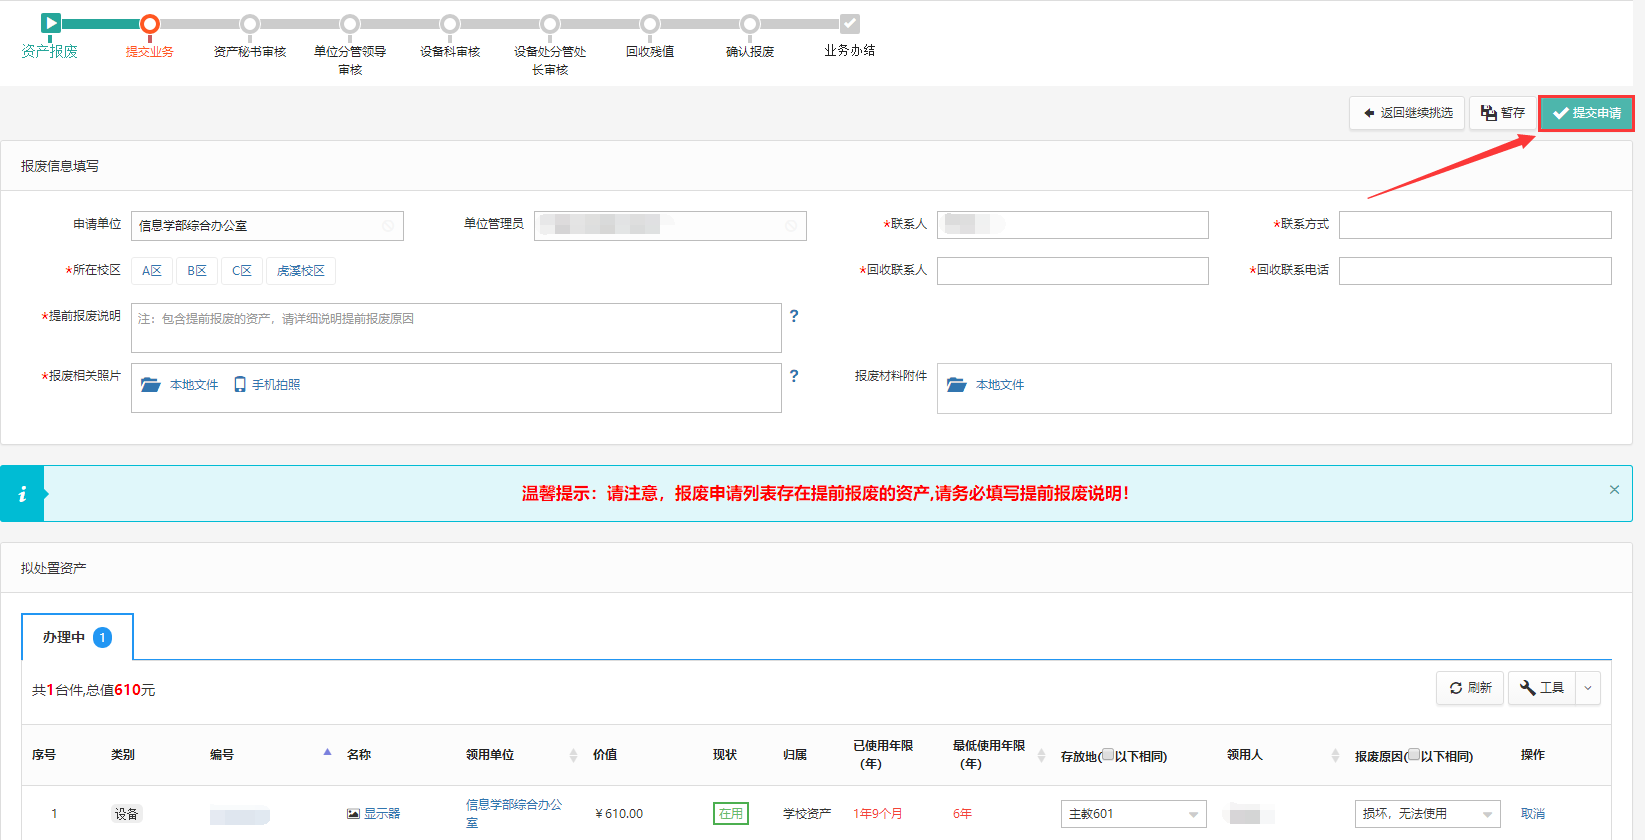 资产报废 提交业务 资产秘书审核 单位分管领导审核 设备科审核 设备处分管处长审核 回收残值 确认报废 业务办结
返回继续挑选 暂存 提交申请
报废信息填写
申请单位 信息学部综合办公室 单位管理员 *联系人 *联系方式
*所在校区 A区 B区 C区 虎溪校区 *回收联系人 *回收联系电话
*提前报废说明 注：包含提前报废的资产，请详细说明提前报废原因 ?
*报废相关照片 本地文件 手机拍照 ? 报废材料附件 本地文件
i 温馨提示：请注意，报废申请列表存在提前报废的资产,请务必填写提前报废说明！ ×
拟处置资产
办理中 1
共1台件,总值610元 刷新 工具
序号 类别 编号 名称 领用单位 价值 现状 归属 已使用年限（年） 最低使用年限（年） 存放地(以下相同) 领用人 报废原因(以下相同) 操作
1 设备 显示器 信息学部综合办公室 ¥610.00 在用 学校资产 1年9个月 6年 主教601 损坏，无法使用 取消